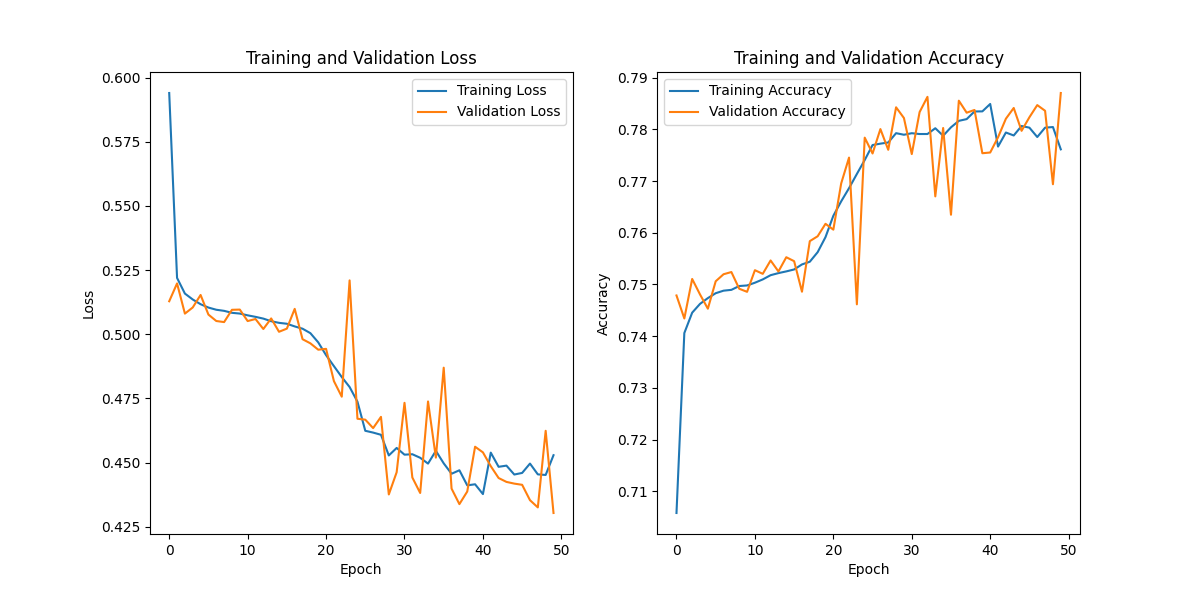 Training and Validation Loss
0.600
0.575
0.550
0.525
0.500
0.475
0.450
0.425
Loss
0 10 20 30 40 50
Epoch
Training Loss
Validation Loss
Training and Validation Accuracy
0.79
0.78
0.77
0.76
0.75
0.74
0.73
0.72
0.71
Accuracy
0 10 20 30 40 50
Epoch
Training Accuracy
Validation Accuracy